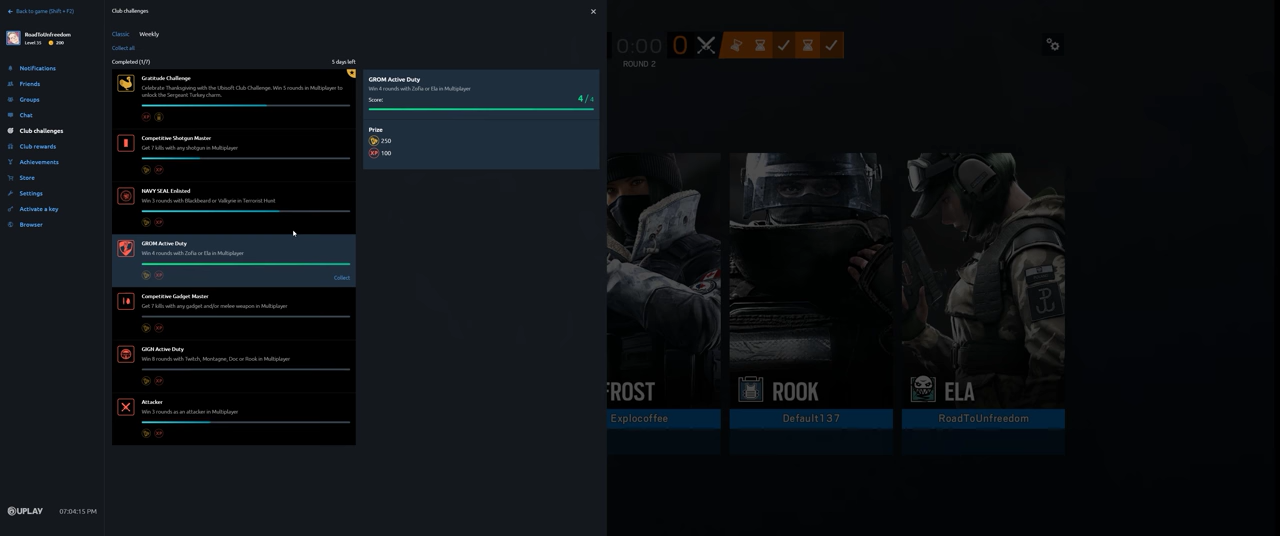 Back to game (Shift + F2)
RoadToUnfreedom
Level 35 200
Notifications
Friends
Groups
Chat
Club challenges
Club rewards
Achievements
Store
Settings
Activate a key
Browser
UPLAY 07:04:15 PM
Club challenges
Classic Weekly
Collect all
Completed (1/7) 5 days left
Gratitude Challenge
Celebrate Thanksgiving with the Ubisoft Club Challenge. Win 5 rounds in Multiplayer to
unlock the Sergeant Turkey charm.
XP
Competitive Shotgun Master
Get 7 kills with any shotgun in Multiplayer
XP
NAVY SEAL Enlisted
Win 3 rounds with Blackbeard or Valkyrie in Terrorist Hunt
XP
GROM Active Duty
Win 4 rounds with Zofia or Ela in Multiplayer
XP
Collect
Competitive Gadget Master
Get 7 kills with any gadget and/or melee weapon in Multiplayer
XP
GIGN Active Duty
Win 8 rounds with Twitch, Montagne, Doc or Rook in Multiplayer
XP
Attacker
Win 3 rounds as an attacker in Multiplayer
XP
GROM Active Duty
Win 4 rounds with Zofia or Ela in Multiplayer
Score: 4 / 4
Prize
250
XP 100
0:00 0
ROUND 2
FROST
Explocoffee
ROOK
Default137
ELA
RoadToUnfreedom